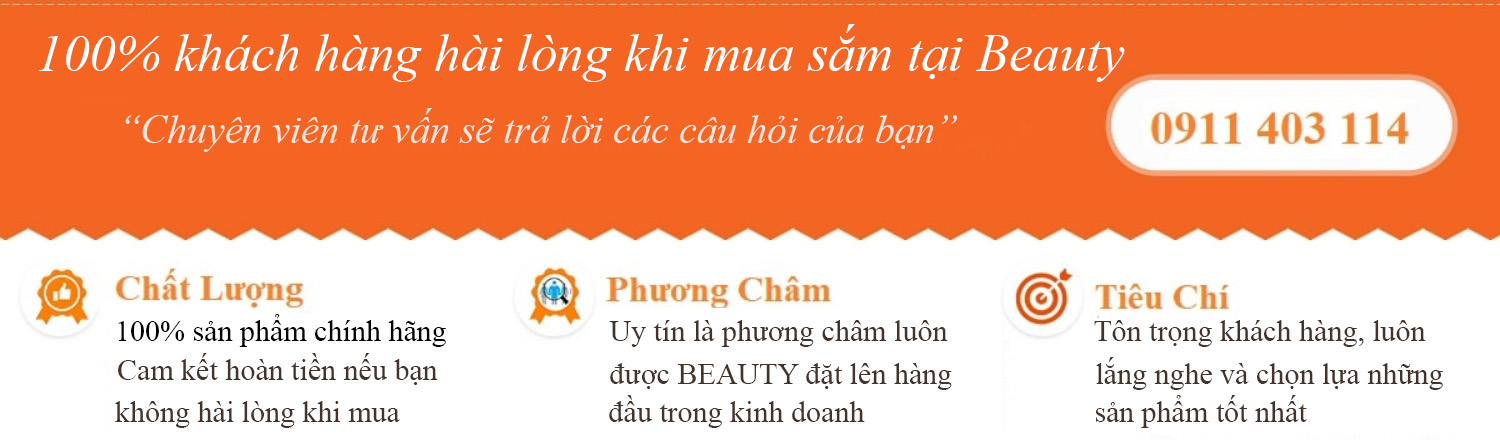 100% khách hàng hài lòng khi mua sắm tại Beauty
“Chuyên viên tư vấn sẽ trả lời các câu hỏi của bạn”
0911 403 114
Chất Lượng
100% sản phẩm chính hãng
Cam kết hoàn tiền nếu bạn
không hài lòng khi mua
Phương Châm
Uy tín là phương châm luôn
được BEAUTY đặt lên hàng
đầu trong kinh doanh
Tiêu Chí
Tôn trọng khách hàng, luôn
lắng nghe và chọn lựa những
sản phẩm tốt nhất